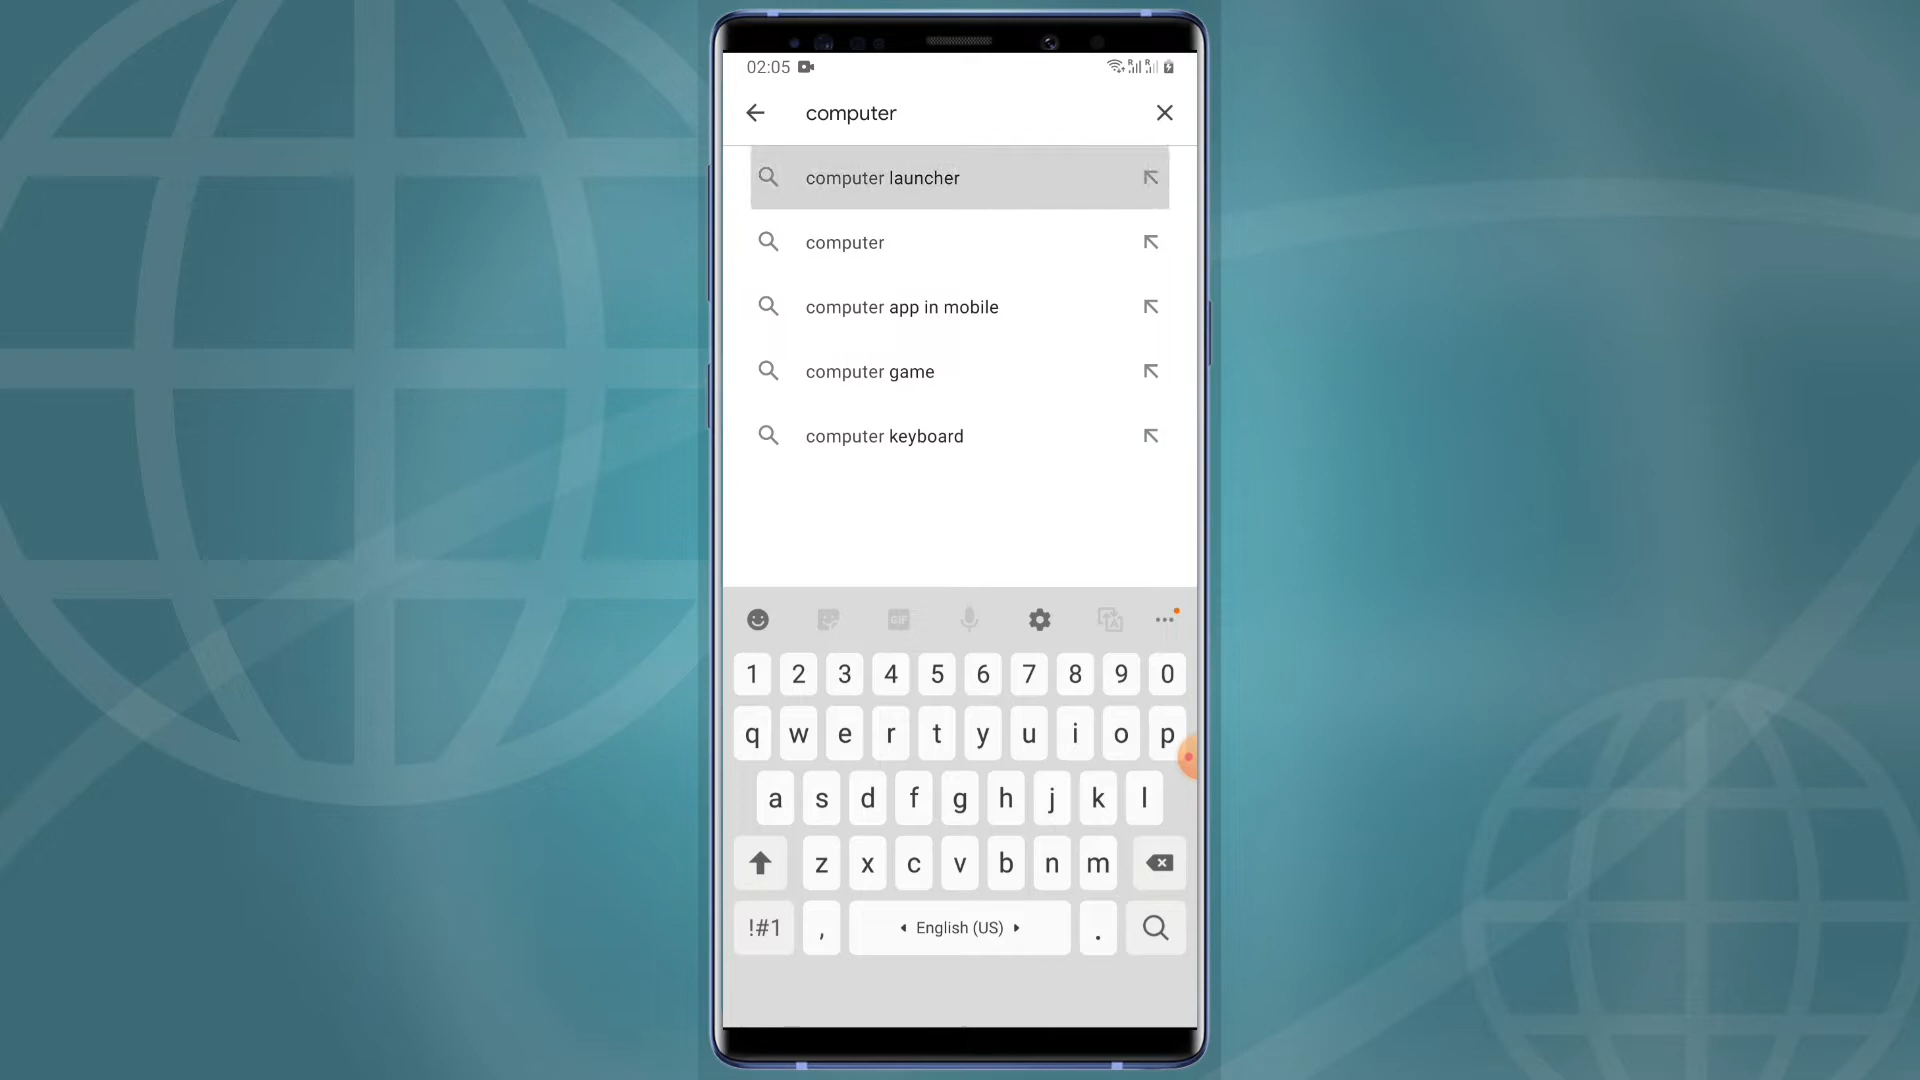 02:05
computer
computer launcher
computer
computer app in mobile
computer game
computer keyboard
GIF
1 2 3 4 5 6 7 8 9 0
q w e r t y u i o p
a s d f g h j k l
z x c v b n m
!#1 , English (US) .